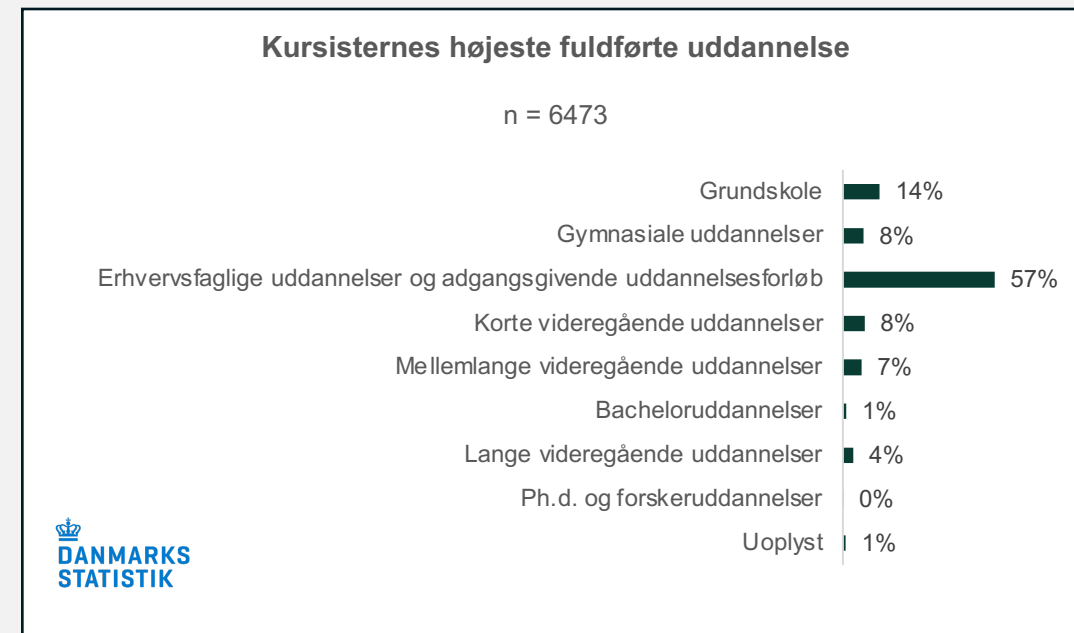 Kursisternes højeste fuldførte uddannelse
n = 6473
Grundskole 14%
Gymnasiale uddannelser 8%
Erhvervsfaglige uddannelser og adgangsgivende uddannelsesforløb 57%
Korte videregående uddannelser 8%
Mellemlange videregående uddannelser 7%
Bacheloruddannelser 1%
Lange videregående uddannelser 4%
Ph.d. og forskeruddannelser 0%
Uoplyst 1%
DANMARKS
STATISTIK